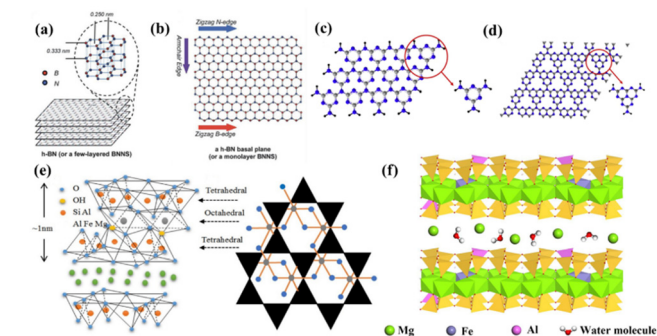 (a)
0.250 nm
0.333 nm
B
N
h-BN (or a few-layered BNNS)
(b)
Zigzag N-edge
Armchair Edge
Zigzag B-edge
a h-BN basal plane
(or a monolayer BNNS)
(c)
(d)
(e)
~1nm
O
OH
Si Al
Al Fe M
Tetrahedral
Octahedral
Tetrahedral
(f)
Mg
Fe
Al
Water molecule